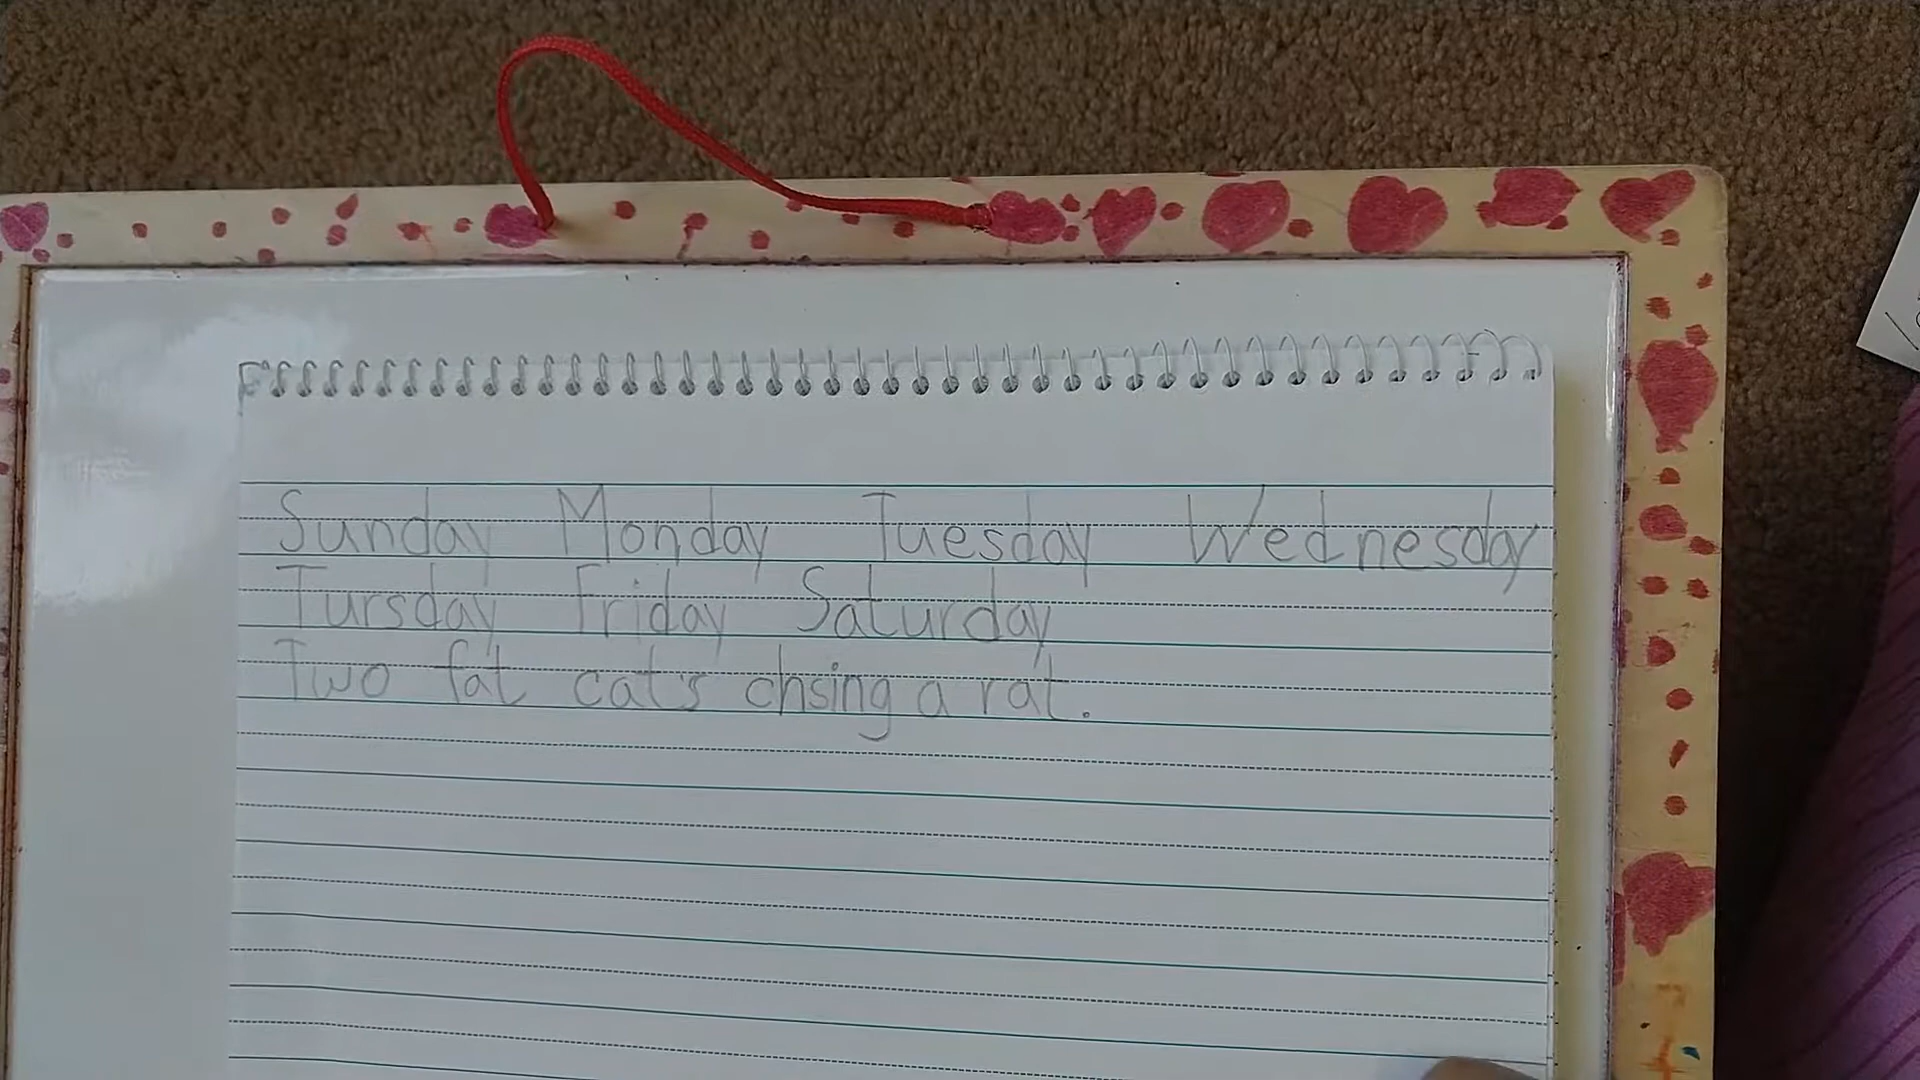 Sunday Monday Tuesday Wednesday
Tursday Friday Saturday
Two fat cat's chsing a rat.